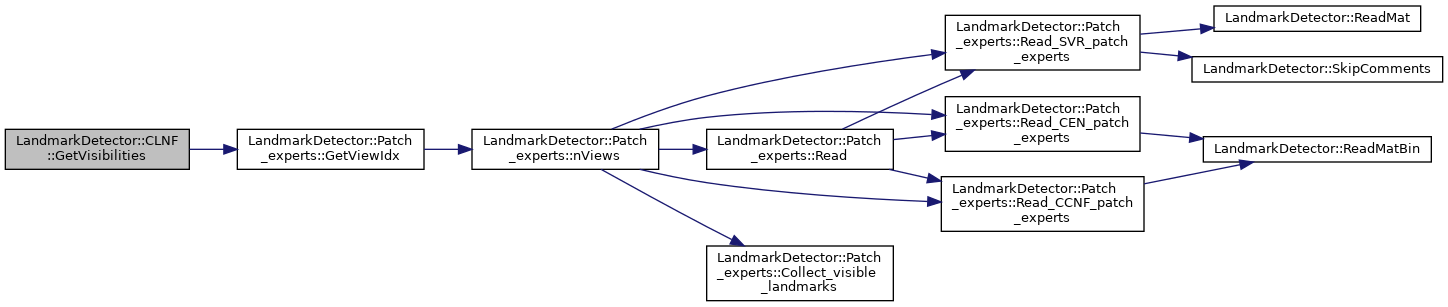 LandmarkDetector::CLNF
::GetVisibilities
LandmarkDetector::Patch
_experts::GetViewIdx
LandmarkDetector::Patch
_experts::nViews
LandmarkDetector::Patch
_experts::Read
LandmarkDetector::Patch
_experts::Collect_visible
_landmarks
LandmarkDetector::Patch
_experts::Read_SVR_patch
_experts
LandmarkDetector::Patch
_experts::Read_CEN_patch
_experts
LandmarkDetector::Patch
_experts::Read_CCNF_patch
_experts
LandmarkDetector::ReadMat
LandmarkDetector::SkipComments
LandmarkDetector::ReadMatBin